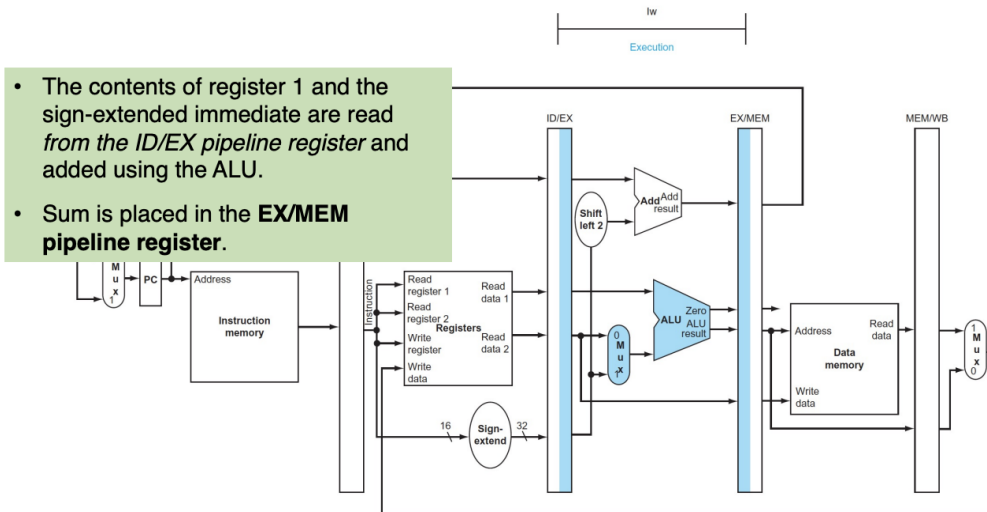 lw
Execution
• The contents of register 1 and the
sign-extended immediate are read
from the ID/EX pipeline register and
added using the ALU.
• Sum is placed in the EX/MEM
pipeline register.
ID/EX
EX/MEM
MEM/WB
Add
Add
result
Shift
left 2
M
u
x
1
PC
Address
Instruction
memory
Instruction
Read
register 1
Read
register 2
Write
register
Write
data
Registers
Read
data 1
Read
data 2
0
M
u
x
1
ALU
Zero
ALU
result
Address
Write
data
Data
memory
Read
data
1
M
u
x
0
16
Sign-
extend
32